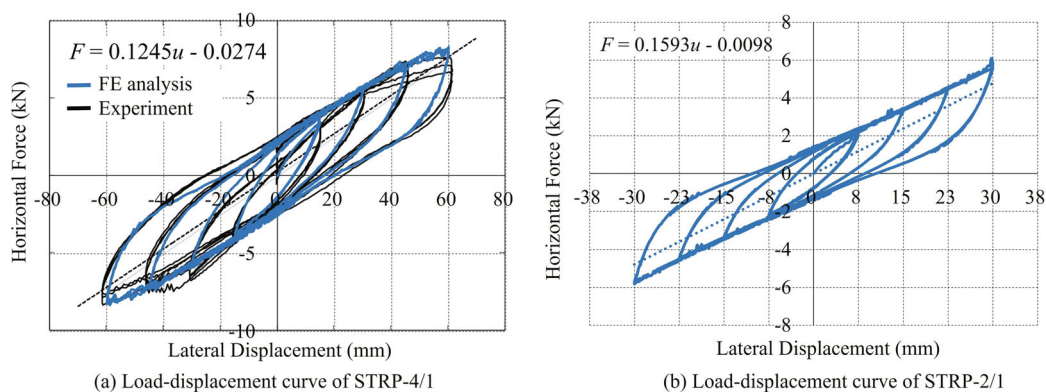 10
F = 0.1245u - 0.0274
FE analysis
Experiment
5
0
-80 -60 -40 -20 0 20 40 60 80
-5
-10
Horizontal Force (kN)
Lateral Displacement (mm)
(a) Load-displacement curve of STRP-4/1
8
F = 0.1593u - 0.0098
6
4
2
0
-38 -30 -23 -15 -8 0 8 15 23 30 38
-2
-4
-6
-8
Horizontal Force (kN)
Lateral Displacement (mm)
(b) Load-displacement curve of STRP-2/1